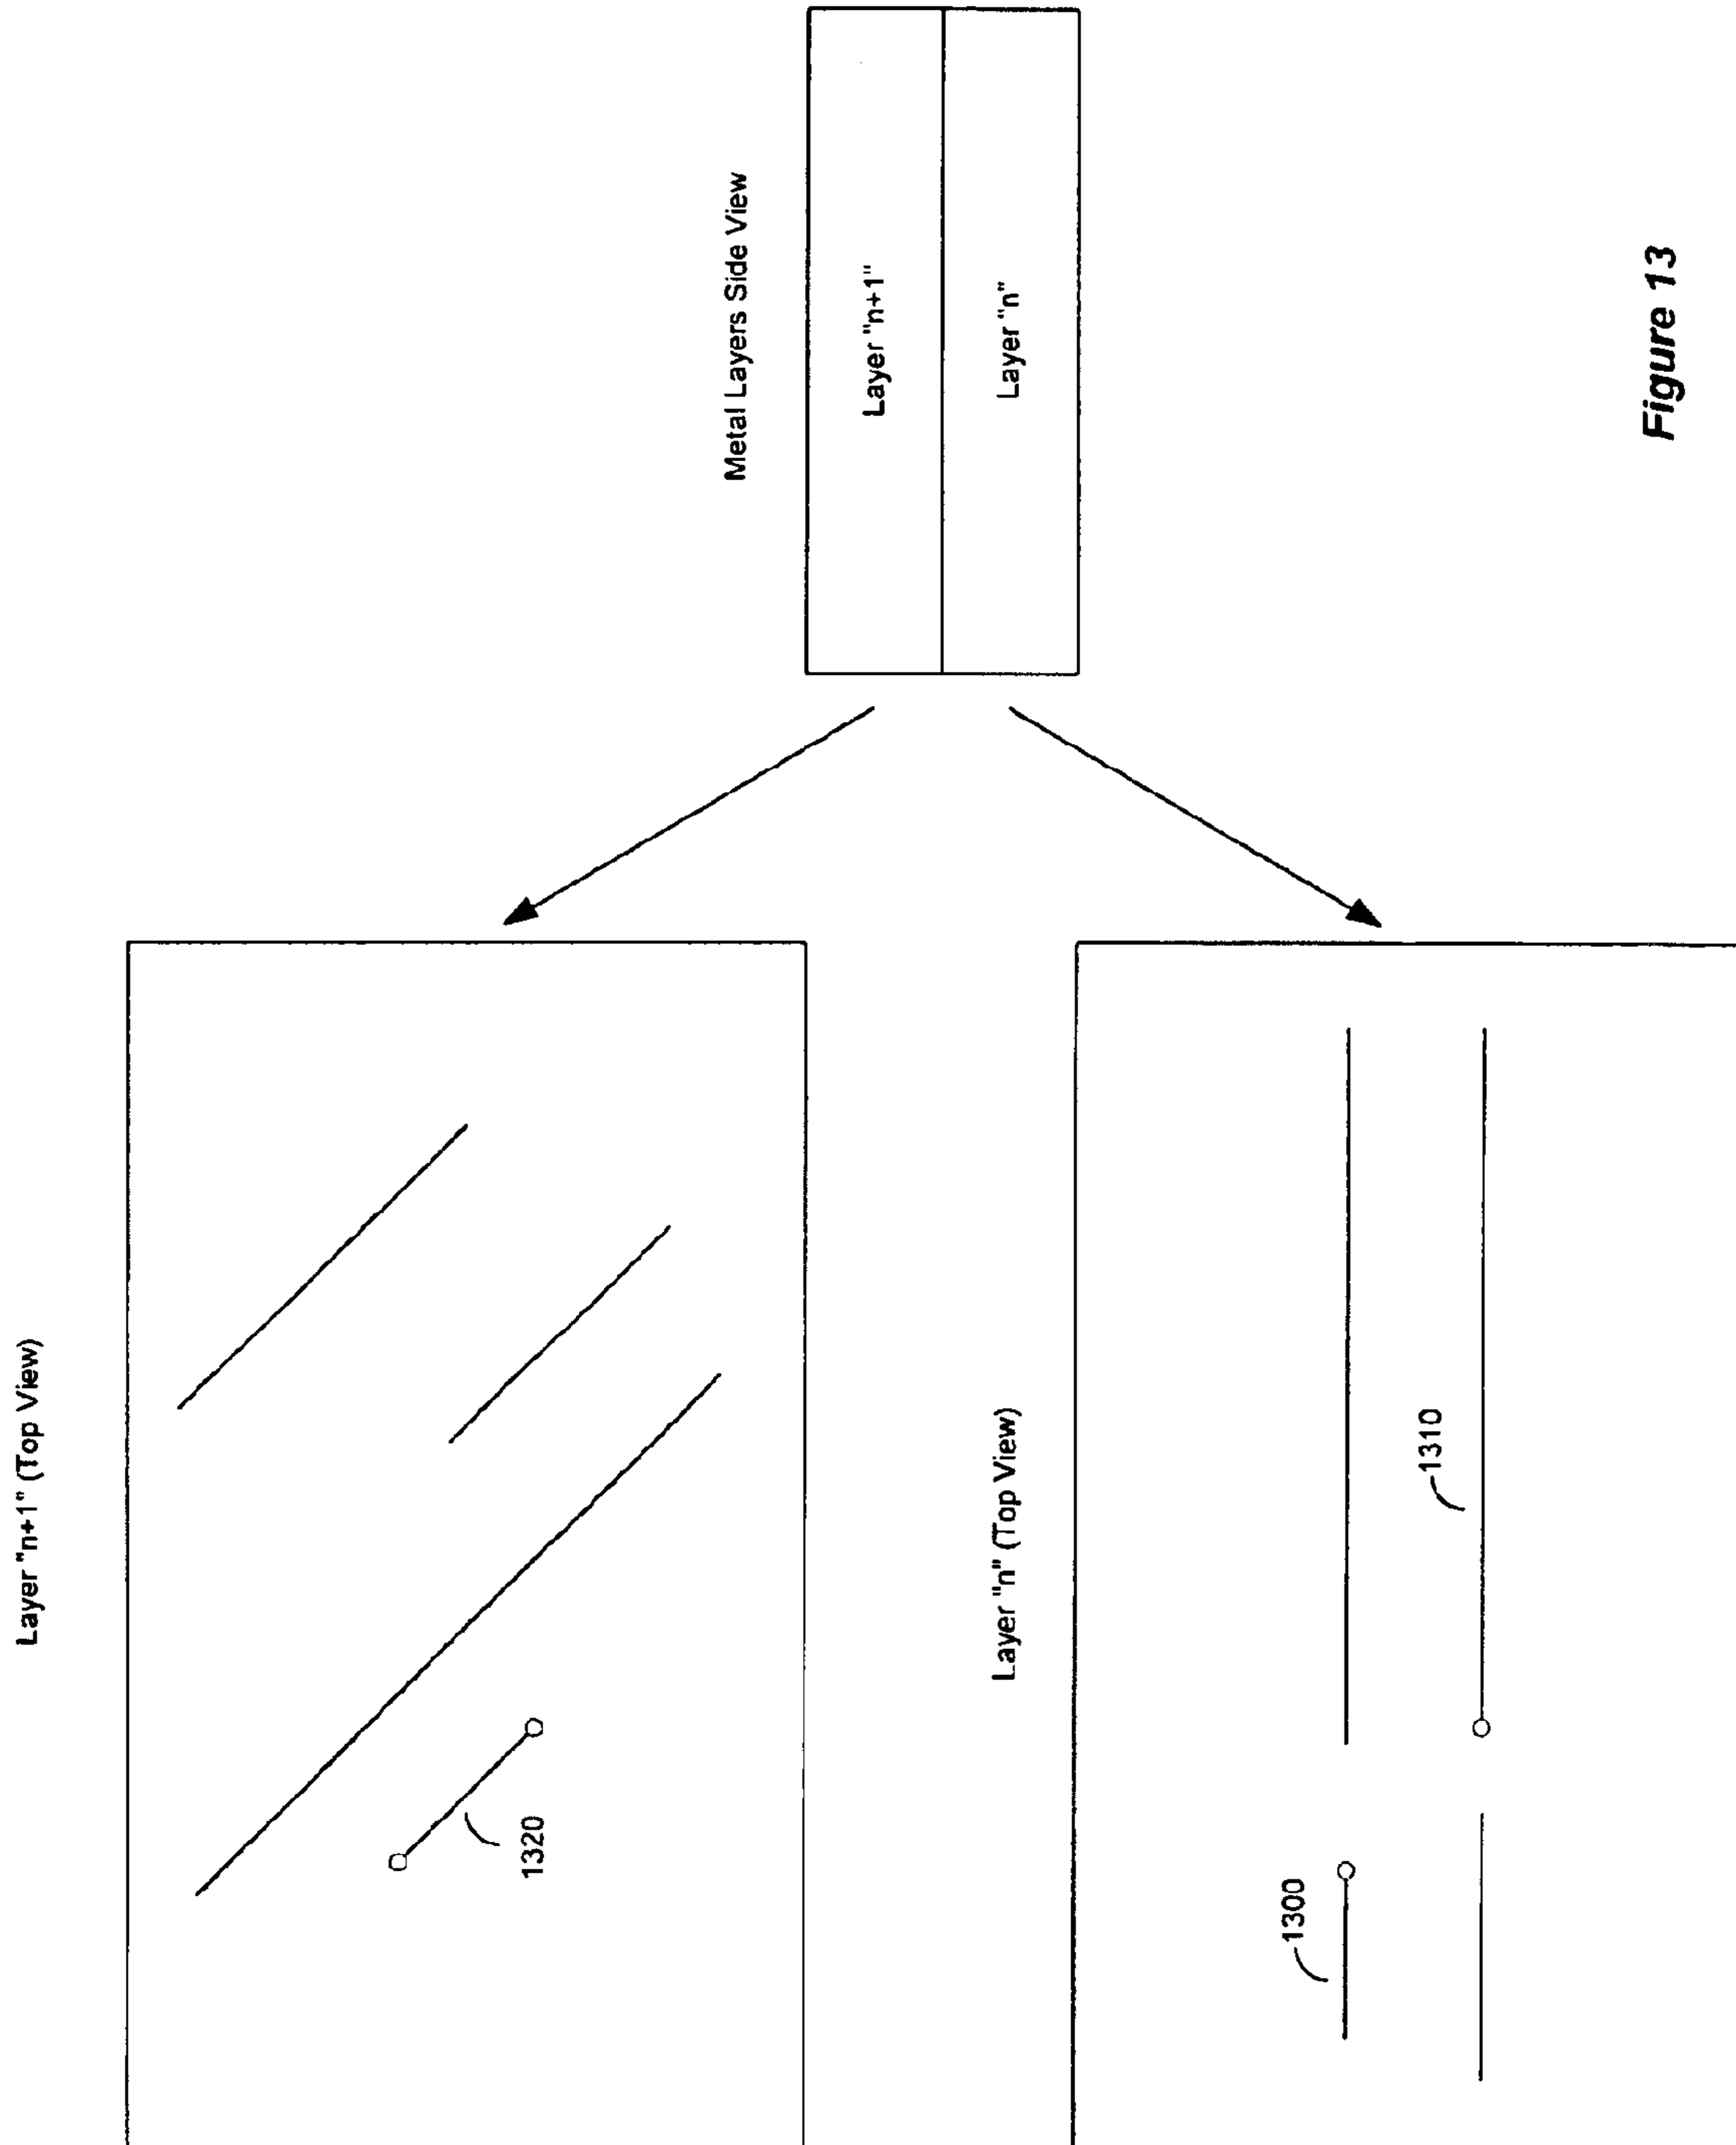 Layer "n+1" (Top View)
1320
Metal Layers Side View
Layer "n+1"
Layer "n"
Layer "n" (Top View)
1300
1310
Figure 13